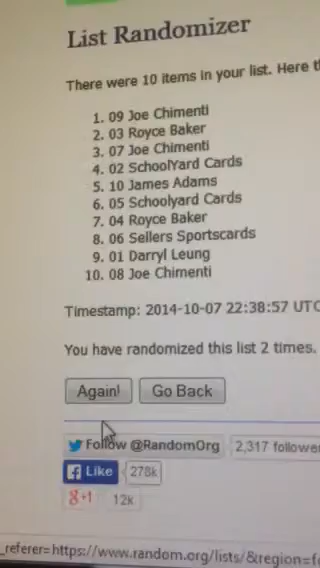 List Randomizer
There were 10 items in your list. Here
1. 09 Joe Chimenti
2. 03 Royce Baker
3. 07 Joe Chimenti
4. 02 SchoolYard Cards
5. 10 James Adams
6. 05 Schoolyard Cards
7. 04 Royce Baker
8. 06 Sellers Sportscards
9. 01 Darryl Leung
10. 08 Joe Chimenti
Timestamp: 2014-10-07 22:38:57 UTC
You have randomized this list 2 times.
Again! Go Back
Follow @RandomOrg 2,317 followe
f Like 278k
g+1 12k
_referer=https://www.random.org/lists/&region=f